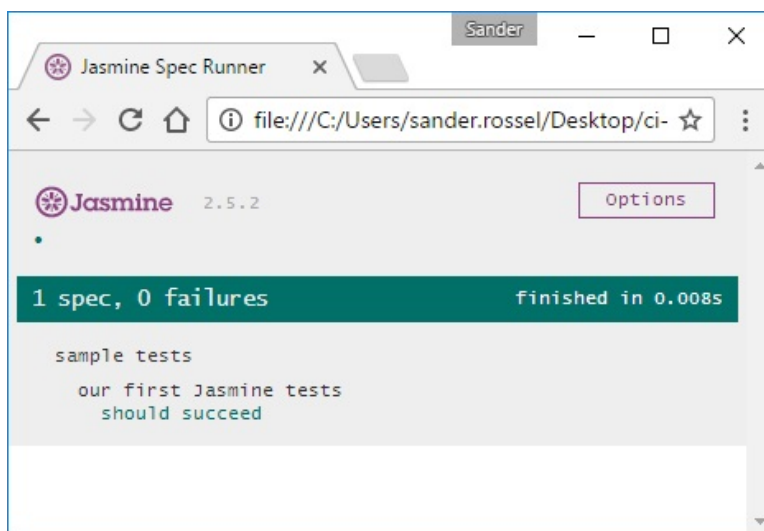 Sander
Jasmine Spec Runner
file:///C:/Users/sander.rossel/Desktop/ci-
Jasmine 2.5.2 Options
1 spec, 0 failures finished in 0.008s
sample tests
our first Jasmine tests
should succeed